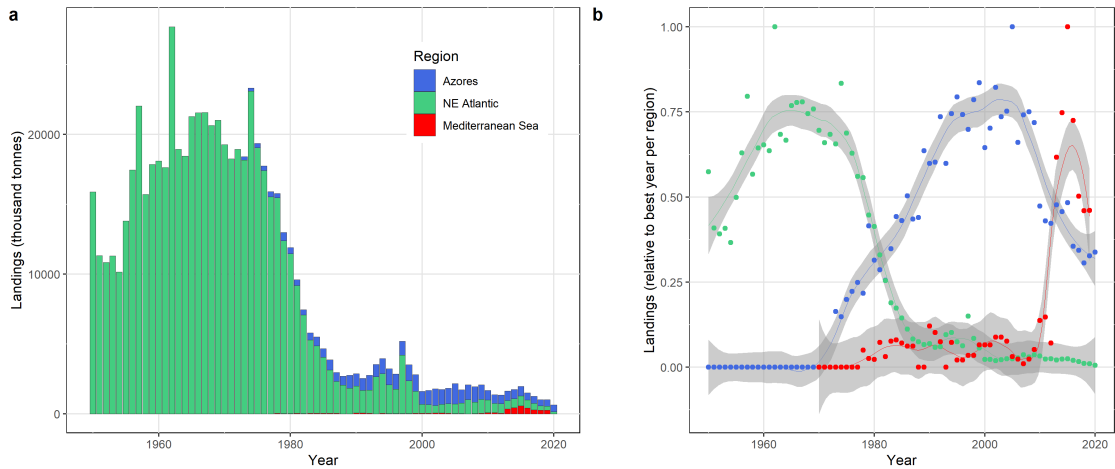 a
Landings (thousand tonnes)
20000
10000
0
1960
1980
2000
2020
Year
Region
Azores
NE Atlantic
Mediterranean Sea
b
Landings (relative to best year per region)
1.00
0.75
0.50
0.25
0.00
1960
1980
2000
2020
Year